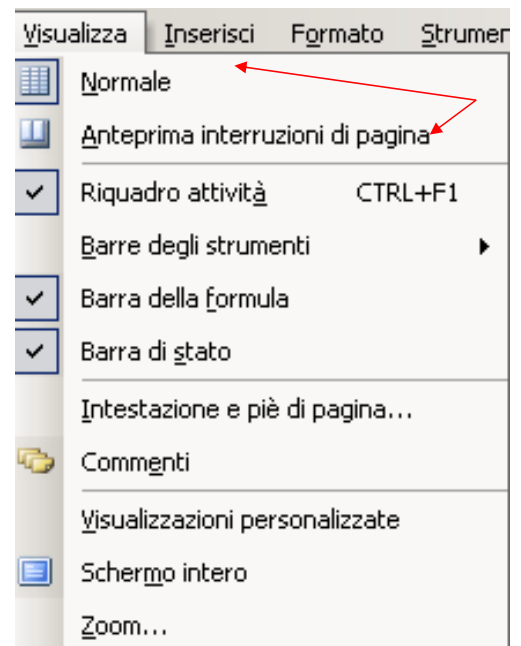 Visualizza Inserisci Formato Strumen
Normale
Anteprima interruzioni di pagina
Riquadro attività CTRL+F1
Barre degli strumenti
Barra della formula
Barra di stato
Intestazione e piè di pagina...
Commenti
Visualizzazioni personalizzate
Schermo intero
Zoom...